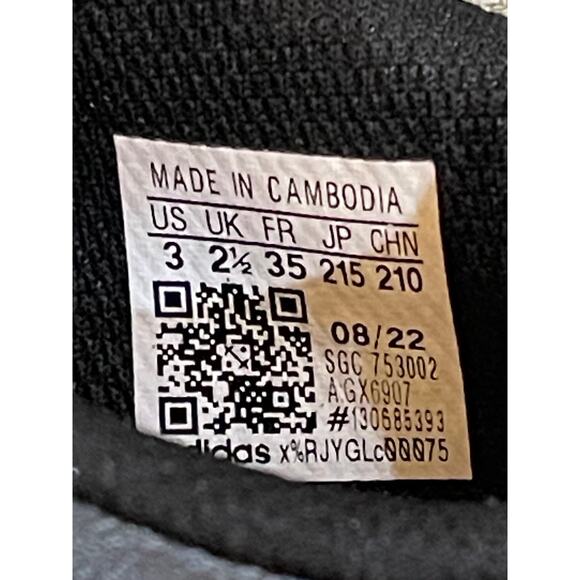 MADE IN CAMBODIA
US UK FR JP CHN
3 2½ 35 215 210
08/22
SGC 753002
A:GX6907
#130685393
adidas x%RJYGLc00075